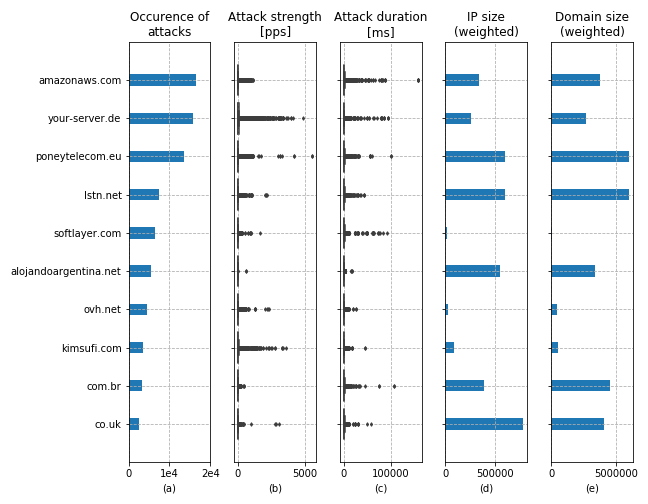 Occurence of
attacks
Attack strength
[pps]
Attack duration
[ms]
IP size
(weighted)
Domain size
(weighted)
amazonaws.com
your-server.de
poneytelecom.eu
lstn.net
softlayer.com
alojandoargentina.net
ovh.net
kimsufi.com
com.br
co.uk
0 1e4 2e4
0 5000
0 100000
0 500000
0 5000000
(a)
(b)
(c)
(d)
(e)